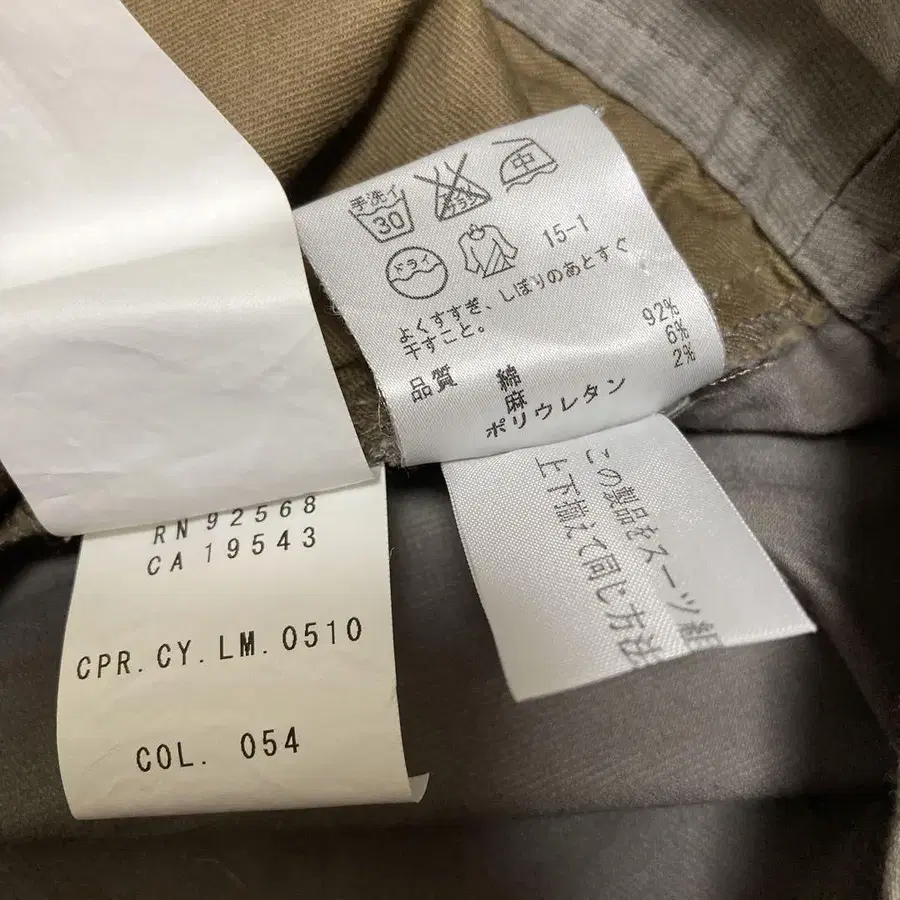 手洗イ
30
エンソ
サラシ
中
ドライ
15-1
よくすすぎ、しぼりのあとすぐ
干すこと。
品質 綿 92%
麻 6%
ポリウレタン 2%
この製品をスーツ組
上下揃えて同じ方法
RN 92568
CA 19543
CPR.CY.LM.0510
COL. 054